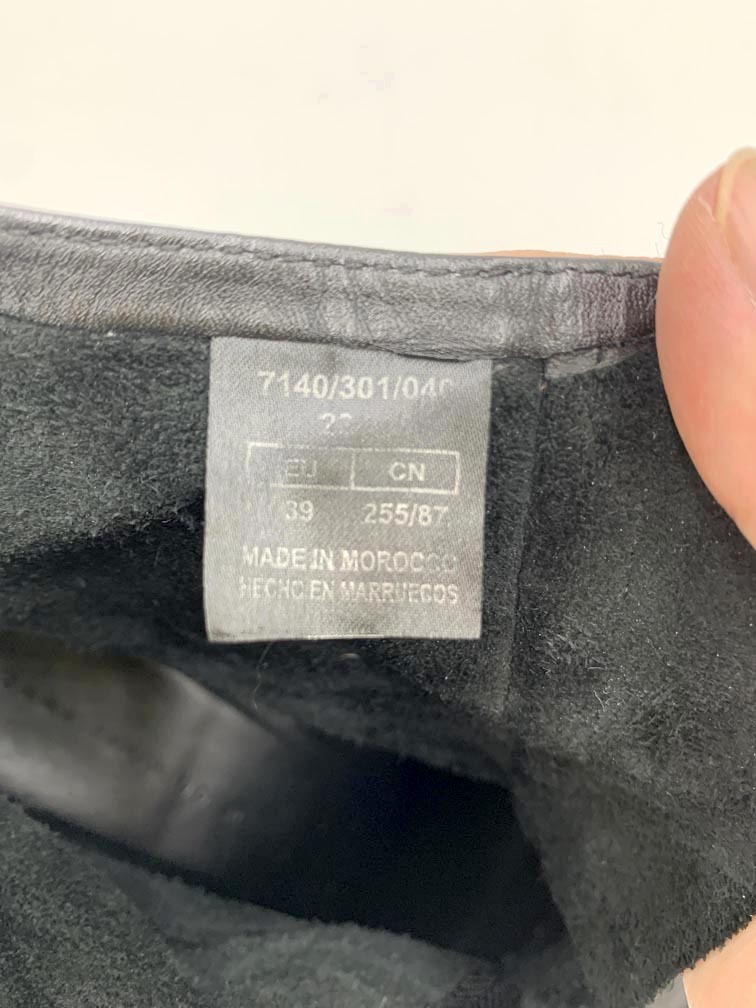 7140/301/040
EU CN
39 255/87
MADE IN MOROCCO
HECHO EN MARRUECOS